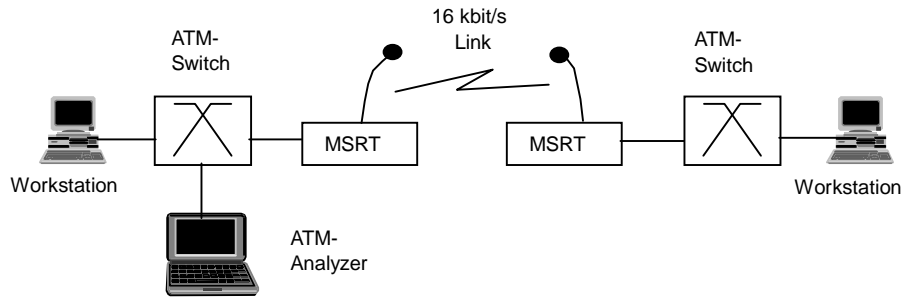 16 kbit/s
Link
ATM-
Switch
ATM-
Switch
MSRT
MSRT
Workstation
Workstation
ATM-
Analyzer